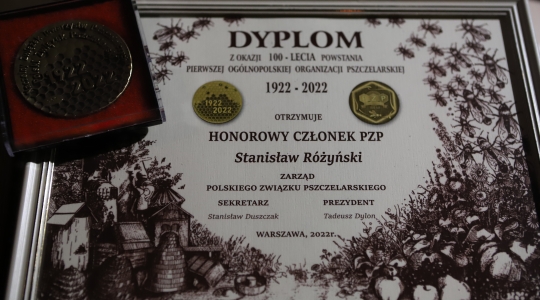 DYPLOM
Z OKAZJI 100 - LECIA POWSTANIA
PIERWSZEJ OGÓLNOPOLSKIEJ ORGANIZACJI PSZCZELARSKIEJ
1922 - 2022
1922
2022
OTRZYMUJE
HONOROWY CZŁONEK PZP
Stanisław Różyński
ZARZĄD
POLSKIEGO ZWIĄZKU PSZCZELARSKIEGO
SEKRETARZ PREZYDENT
Stanisław Duszczak Tadeusz Dylon
WARSZAWA, 2022r.